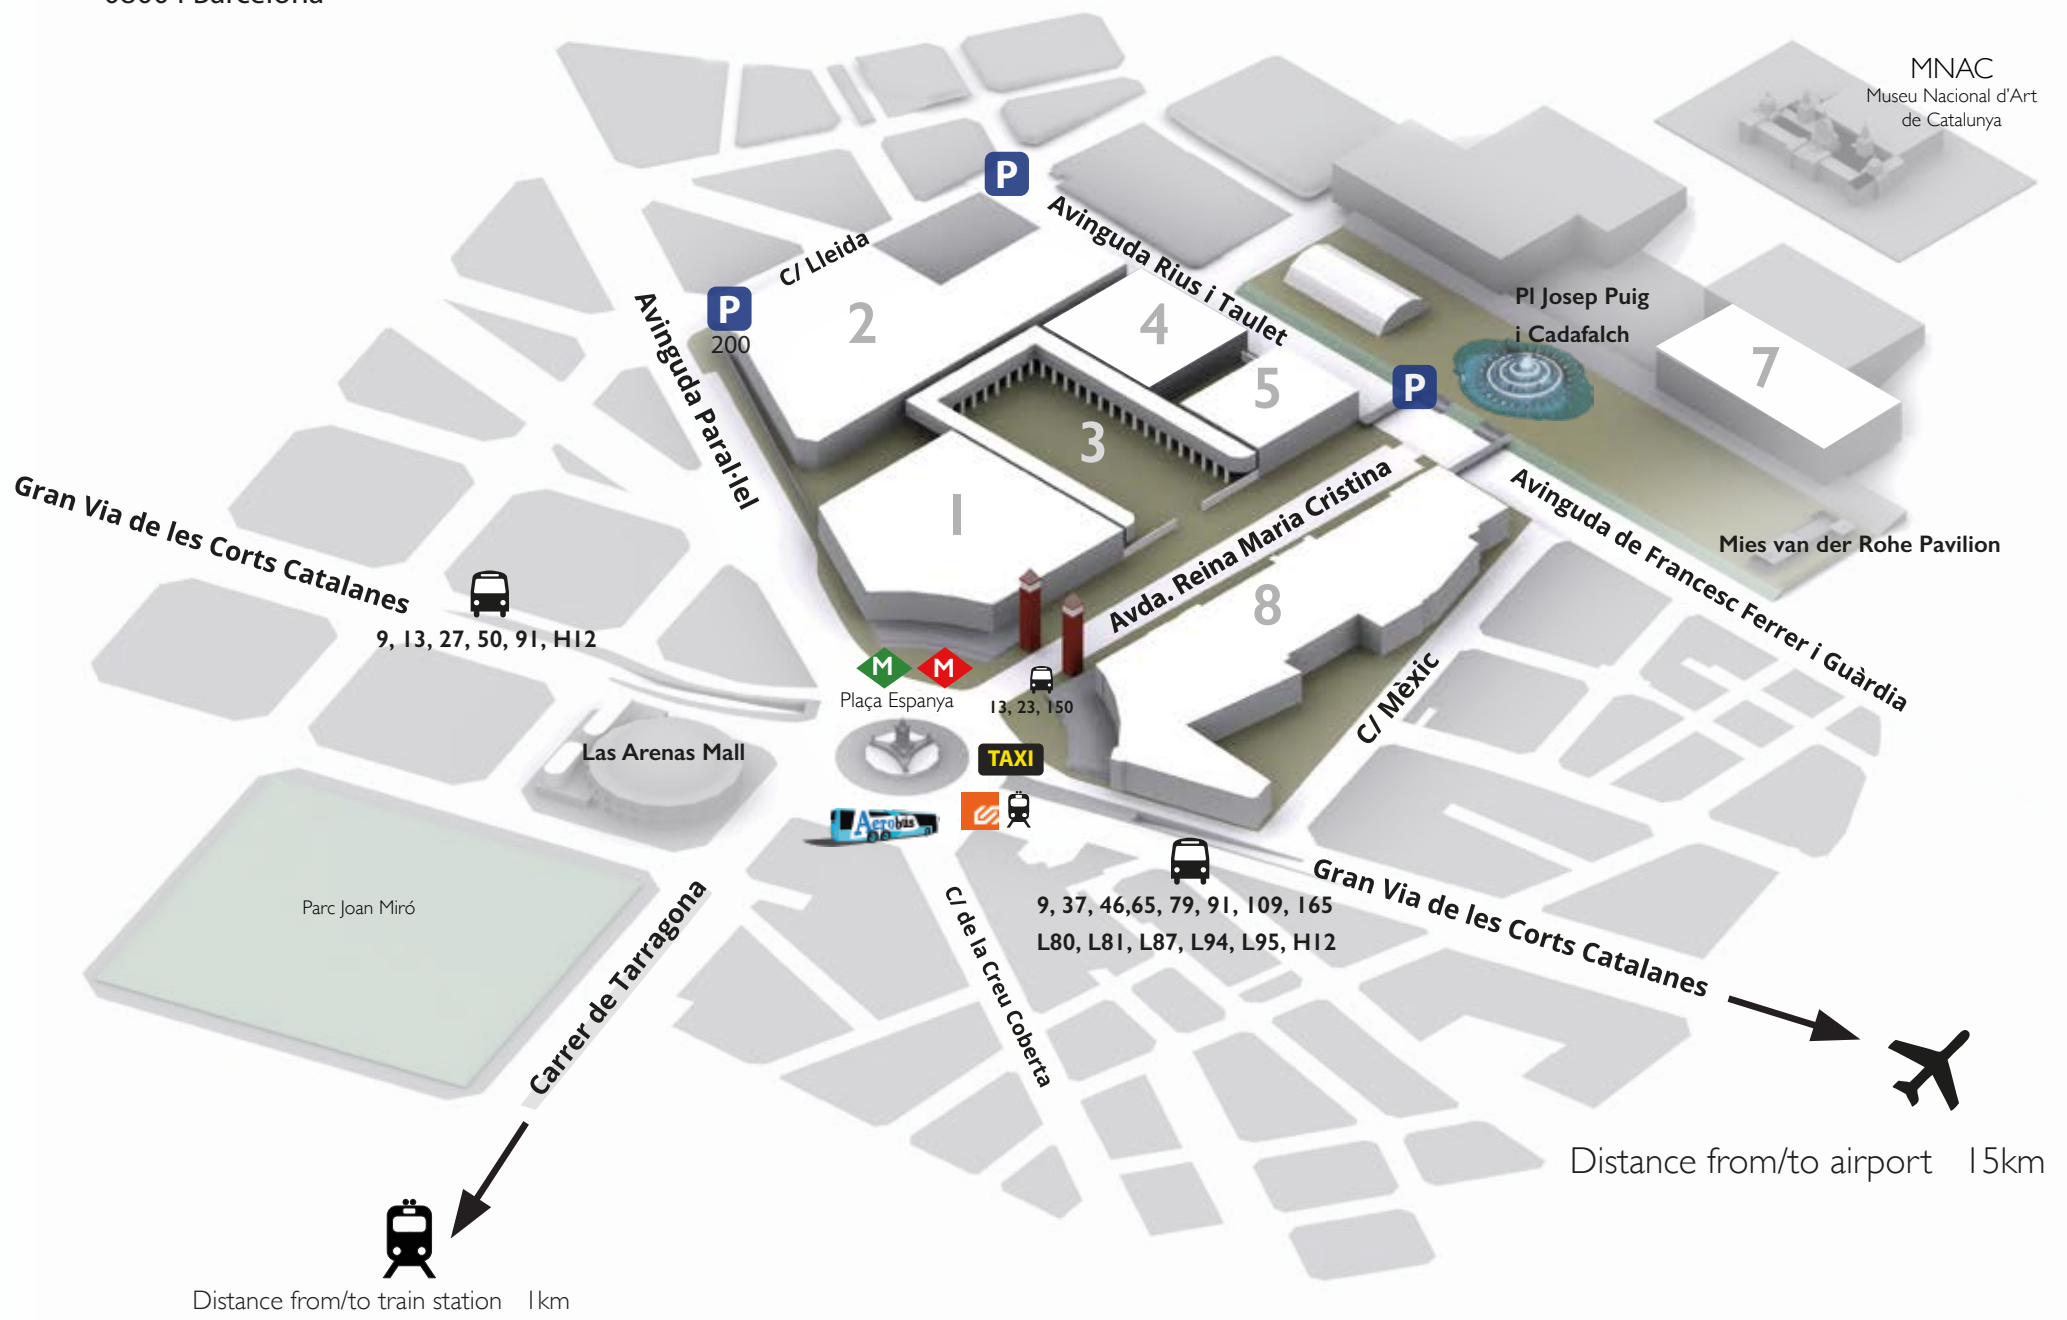 MNAC
Museu Nacional d'Art
de Catalunya
P
Avinguda Rius i Taulet
C/ Lleida
P
200
2
4
Pl Josep Puig
i Cadafalch
7
Avinguda Paral·lel
5
P
3
Gran Via de les Corts Catalanes
1
Avda. Reina Maria Cristina
Avinguda de Francesc Ferrer i Guàrdia
Mies van der Rohe Pavilion
8
9, 13, 27, 50, 91, H12
M
M
Plaça Espanya
13, 23, 150
C/ Mèxic
Las Arenas Mall
TAXI
Aerobús
Parc Joan Miró
Carrer de Tarragona
C/ de la Creu Coberta
9, 37, 46,65, 79, 91, 109, 165
L80, L81, L87, L94, L95, H12
Gran Via de les Corts Catalanes
Distance from/to airport 15km
Distance from/to train station 1km